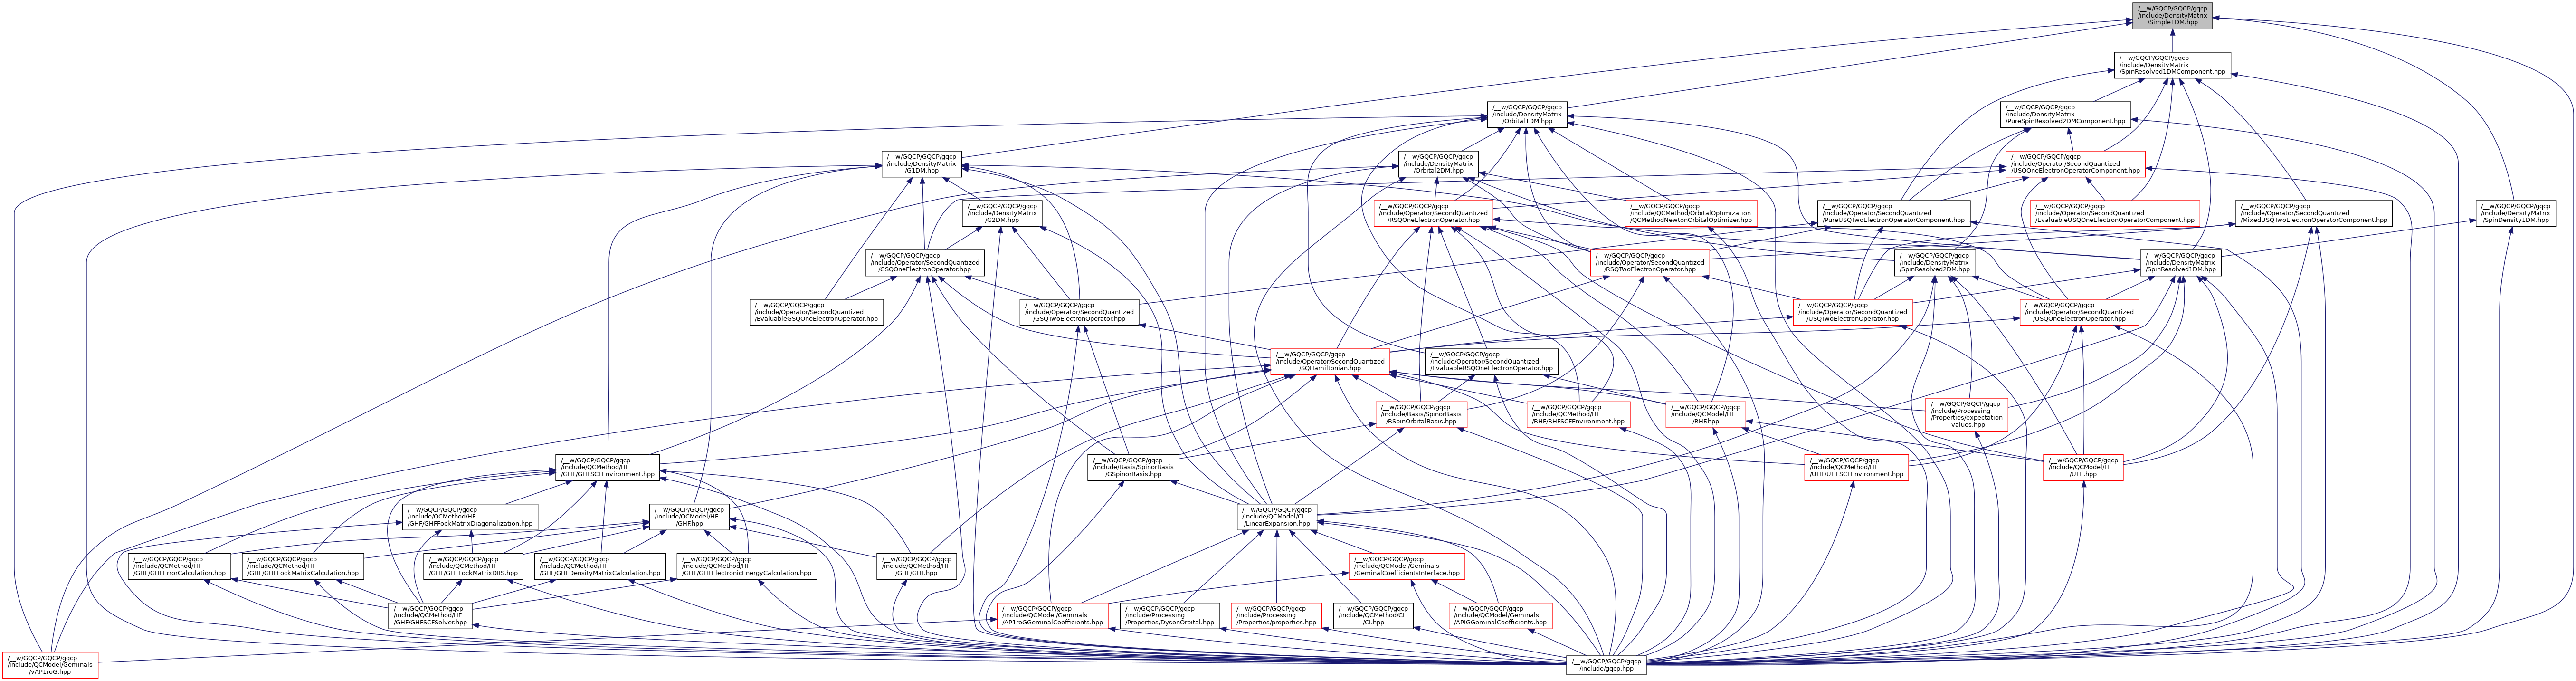 /__w/GQCP/GQCP/gqcp
/include/DensityMatrix
/Simple1DM.hpp
/__w/GQCP/GQCP/gqcp
/include/DensityMatrix
/SpinResolved1DMComponent.hpp
/__w/GQCP/GQCP/gqcp
/include/DensityMatrix
/Orbital1DM.hpp
/__w/GQCP/GQCP/gqcp
/include/DensityMatrix
/PureSpinResolved2DMComponent.hpp
/__w/GQCP/GQCP/gqcp
/include/DensityMatrix
/G1DM.hpp
/__w/GQCP/GQCP/gqcp
/include/DensityMatrix
/Orbital2DM.hpp
/__w/GQCP/GQCP/gqcp
/include/Operator/SecondQuantized
/USQOneElectronOperatorComponent.hpp
/__w/GQCP/GQCP/gqcp
/include/DensityMatrix
/G2DM.hpp
/__w/GQCP/GQCP/gqcp
/include/Operator/SecondQuantized
/RSQOneElectronOperator.hpp
/__w/GQCP/GQCP/gqcp
/include/QCMethod/OrbitalOptimization
/QCMethodNewtonOrbitalOptimizer.hpp
/__w/GQCP/GQCP/gqcp
/include/Operator/SecondQuantized
/PureUSQTwoElectronOperatorComponent.hpp
/__w/GQCP/GQCP/gqcp
/include/Operator/SecondQuantized
/EvaluableUSQOneElectronOperatorComponent.hpp
/__w/GQCP/GQCP/gqcp
/include/Operator/SecondQuantized
/MixedUSQTwoElectronOperatorComponent.hpp
/__w/GQCP/GQCP/gqcp
/include/DensityMatrix
/SpinDensity1DM.hpp
/__w/GQCP/GQCP/gqcp
/include/Operator/SecondQuantized
/GSQOneElectronOperator.hpp
/__w/GQCP/GQCP/gqcp
/include/Operator/SecondQuantized
/RSQTwoElectronOperator.hpp
/__w/GQCP/GQCP/gqcp
/include/DensityMatrix
/SpinResolved2DM.hpp
/__w/GQCP/GQCP/gqcp
/include/DensityMatrix
/SpinResolved1DM.hpp
/__w/GQCP/GQCP/gqcp
/include/Operator/SecondQuantized
/EvaluableGSQOneElectronOperator.hpp
/__w/GQCP/GQCP/gqcp
/include/Operator/SecondQuantized
/GSQTwoElectronOperator.hpp
/__w/GQCP/GQCP/gqcp
/include/Operator/SecondQuantized
/USQTwoElectronOperator.hpp
/__w/GQCP/GQCP/gqcp
/include/Operator/SecondQuantized
/USQOneElectronOperator.hpp
/__w/GQCP/GQCP/gqcp
/include/Operator/SecondQuantized
/SQHamiltonian.hpp
/__w/GQCP/GQCP/gqcp
/include/Operator/SecondQuantized
/EvaluableRSQOneElectronOperator.hpp
/__w/GQCP/GQCP/gqcp
/include/Basis/SpinorBasis
/RSpinOrbitalBasis.hpp
/__w/GQCP/GQCP/gqcp
/include/QCMethod/HF
/RHF/RHFSCFEnvironment.hpp
/__w/GQCP/GQCP/gqcp
/include/QCModel/HF
/RHF.hpp
/__w/GQCP/GQCP/gqcp
/include/Processing
/Properties/expectation
_values.hpp
/__w/GQCP/GQCP/gqcp
/include/QCMethod/HF
/GHF/GHFSCFEnvironment.hpp
/__w/GQCP/GQCP/gqcp
/include/Basis/SpinorBasis
/GSpinorBasis.hpp
/__w/GQCP/GQCP/gqcp
/include/QCMethod/HF
/UHF/UHFSCFEnvironment.hpp
/__w/GQCP/GQCP/gqcp
/include/QCModel/HF
/UHF.hpp
/__w/GQCP/GQCP/gqcp
/include/QCMethod/HF
/GHF/GHFFockMatrixDiagonalization.hpp
/__w/GQCP/GQCP/gqcp
/include/QCModel/HF
/GHF.hpp
/__w/GQCP/GQCP/gqcp
/include/QCModel/CI
/LinearExpansion.hpp
/__w/GQCP/GQCP/gqcp
/include/QCMethod/HF
/GHF/GHFErrorCalculation.hpp
/__w/GQCP/GQCP/gqcp
/include/QCMethod/HF
/GHF/GHFFockMatrixCalculation.hpp
/__w/GQCP/GQCP/gqcp
/include/QCMethod/HF
/GHF/GHFFockMatrixDIIS.hpp
/__w/GQCP/GQCP/gqcp
/include/QCMethod/HF
/GHF/GHFDensityMatrixCalculation.hpp
/__w/GQCP/GQCP/gqcp
/include/QCMethod/HF
/GHF/GHFElectronicEnergyCalculation.hpp
/__w/GQCP/GQCP/gqcp
/include/QCMethod/HF
/GHF/GHF.hpp
/__w/GQCP/GQCP/gqcp
/include/QCModel/Geminals
/GeminalCoefficientsInterface.hpp
/__w/GQCP/GQCP/gqcp
/include/QCMethod/HF
/GHF/GHFSCFSolver.hpp
/__w/GQCP/GQCP/gqcp
/include/QCModel/Geminals
/AP1roGGeminalCoefficients.hpp
/__w/GQCP/GQCP/gqcp
/include/Processing
/Properties/DysonOrbital.hpp
/__w/GQCP/GQCP/gqcp
/include/Processing
/Properties/properties.hpp
/__w/GQCP/GQCP/gqcp
/include/QCMethod/CI
/CI.hpp
/__w/GQCP/GQCP/gqcp
/include/QCModel/Geminals
/APIGGeminalCoefficients.hpp
/__w/GQCP/GQCP/gqcp
/include/QCModel/Geminals
/vAP1roG.hpp
/__w/GQCP/GQCP/gqcp
/include/gqcp.hpp